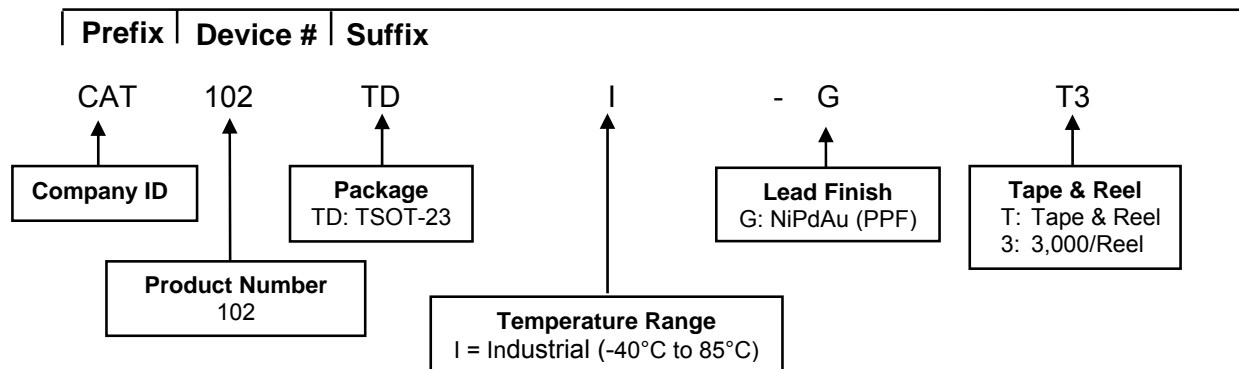 Prefix Device # Suffix
CAT 102 TD I - G T3
Company ID
Package
TD: TSOT-23
Lead Finish
G: NiPdAu (PPF)
Tape & Reel
T: Tape & Reel
3: 3,000/Reel
Product Number
102
Temperature Range
I = Industrial (-40°C to 85°C)